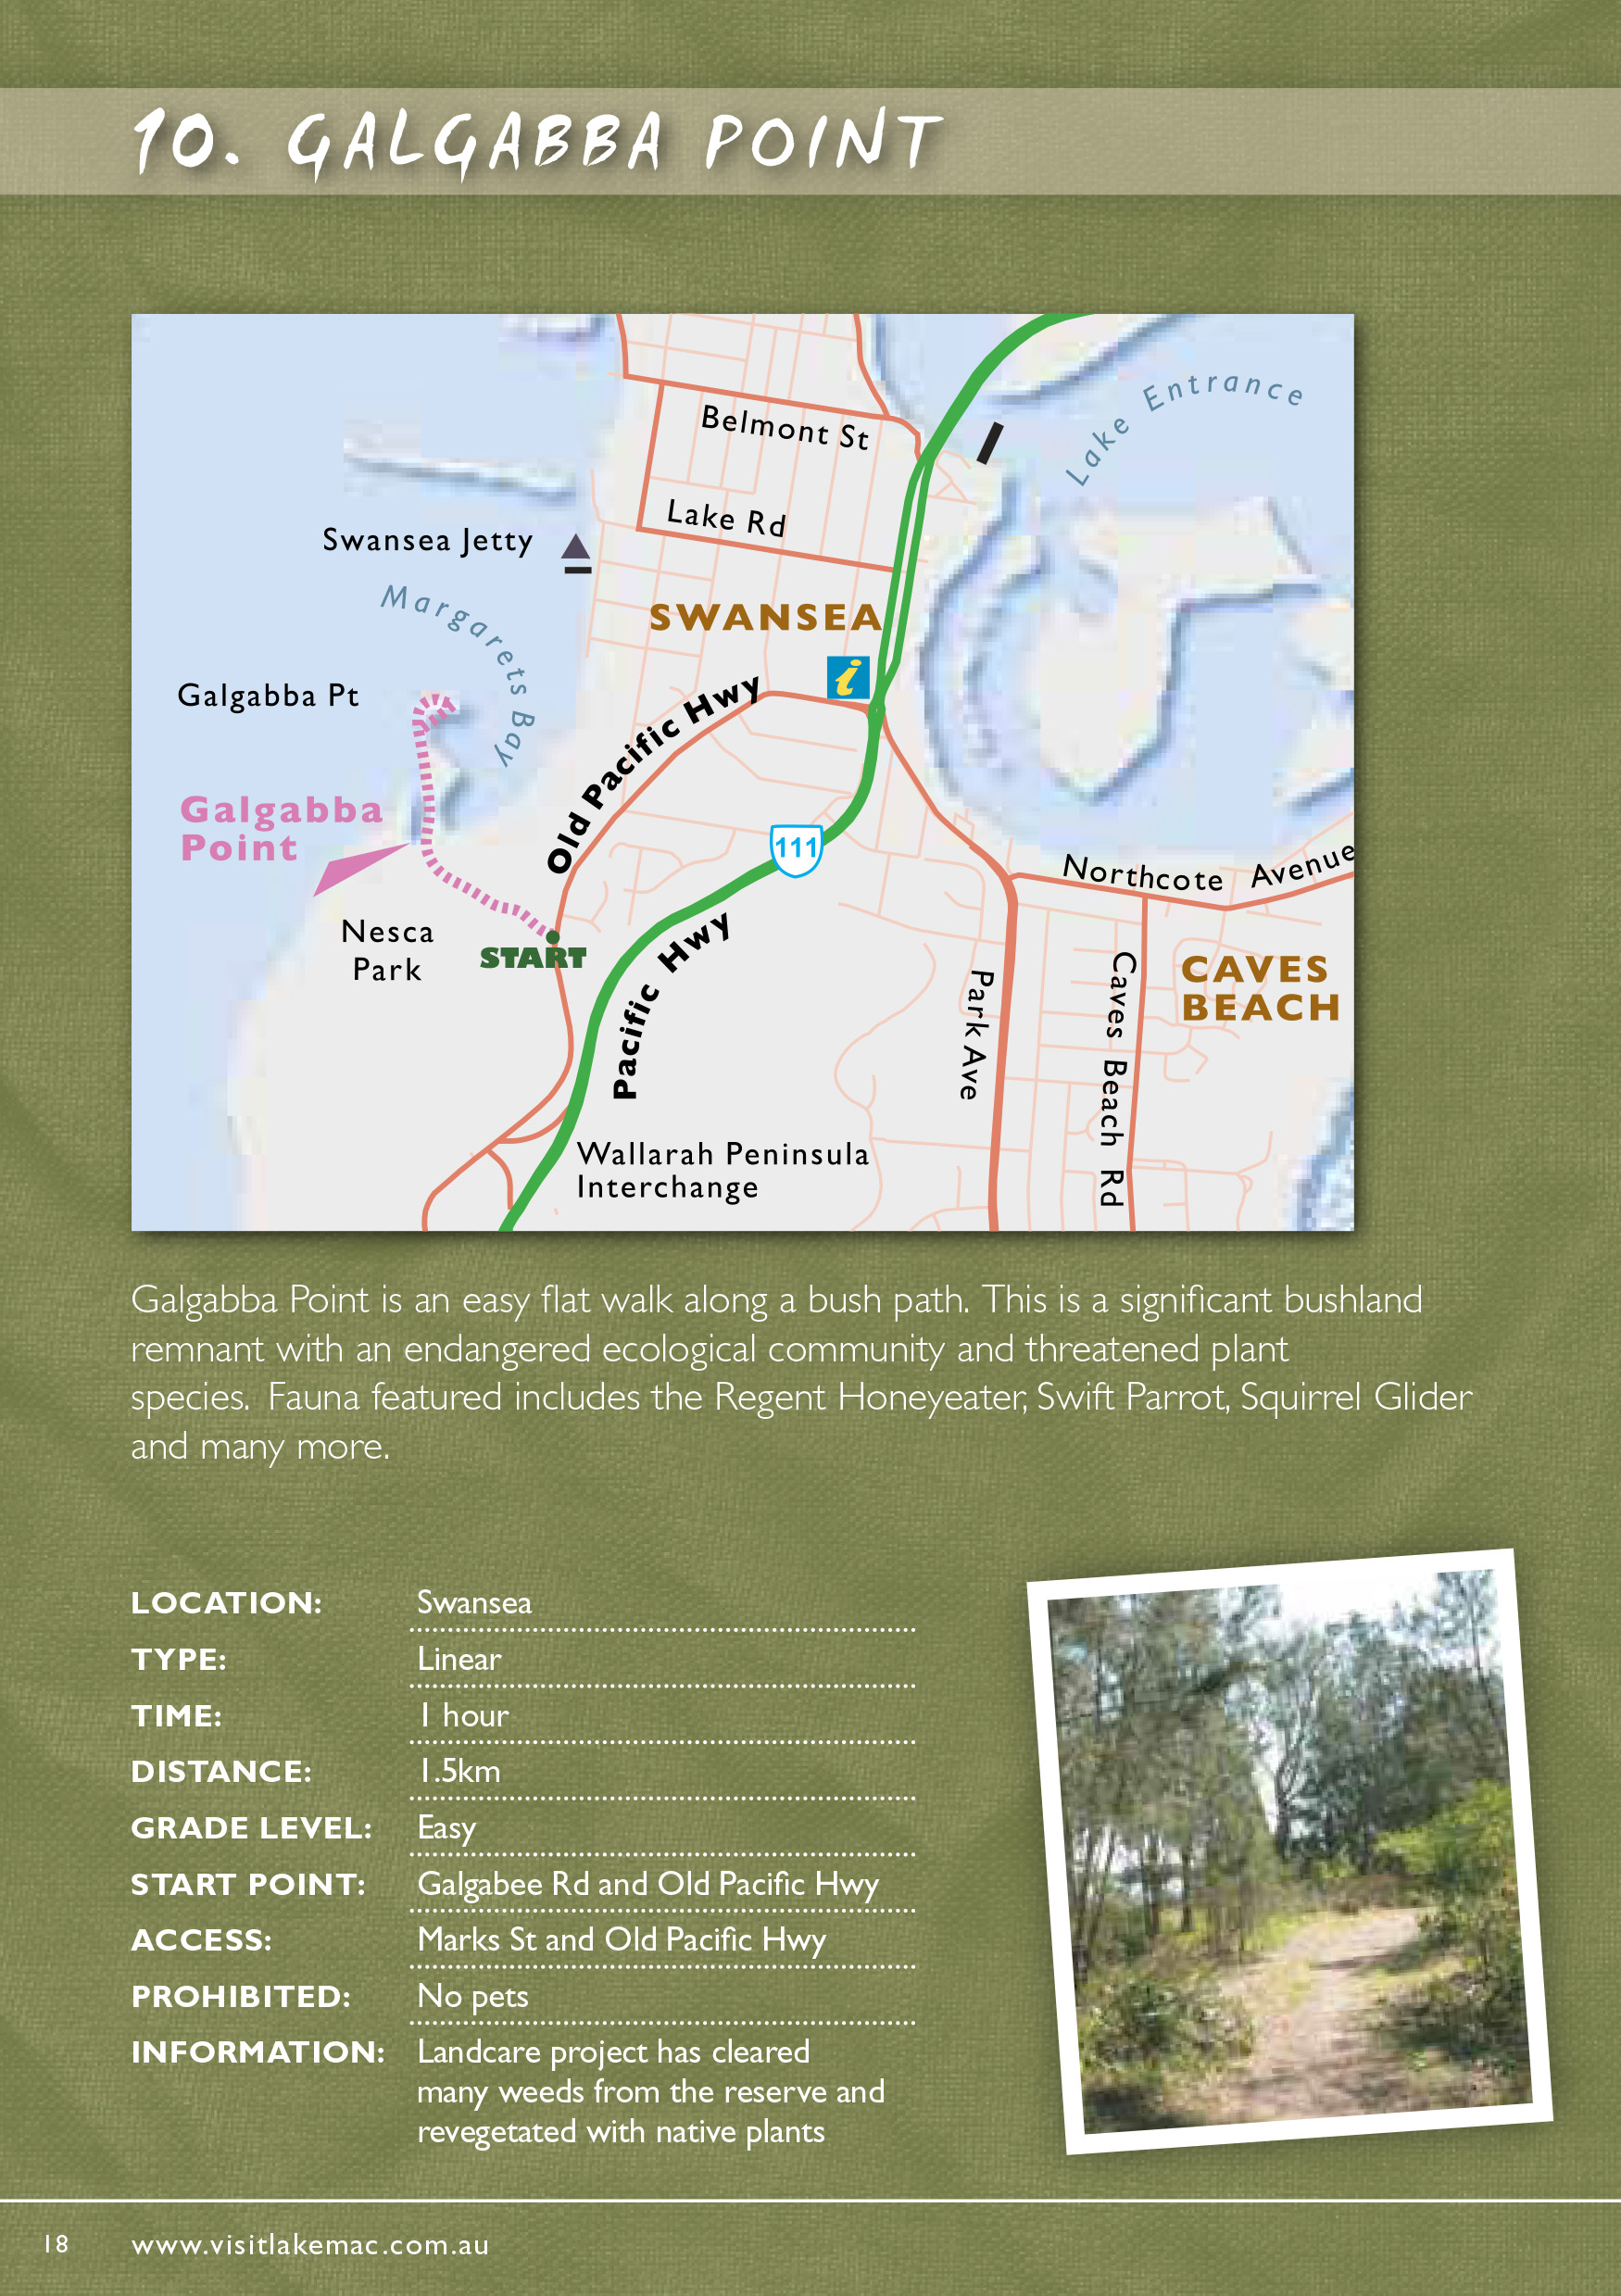 10. GALGABBA POINT
Lake Entrance
Belmont St
Lake Rd
Swansea Jetty
Margarets Bay
SWANSEA
i
Galgabba Pt
Old Pacific Hwy
Galgabba
Point
111
Northcote Avenue
Nesca
Park
START
Pacific Hwy
Park Ave
Caves Beach Rd
CAVES
BEACH
Wallarah Peninsula
Interchange
Galgabba Point is an easy flat walk along a bush path. This is a significant bushland
remnant with an endangered ecological community and threatened plant
species. Fauna featured includes the Regent Honeyeater, Swift Parrot, Squirrel Glider
and many more.
LOCATION: Swansea
TYPE: Linear
TIME: 1 hour
DISTANCE: 1.5km
GRADE LEVEL: Easy
START POINT: Galgabee Rd and Old Pacific Hwy
ACCESS: Marks St and Old Pacific Hwy
PROHIBITED: No pets
INFORMATION: Landcare project has cleared
many weeds from the reserve and
revegetated with native plants
18 www.visitlakemac.com.au